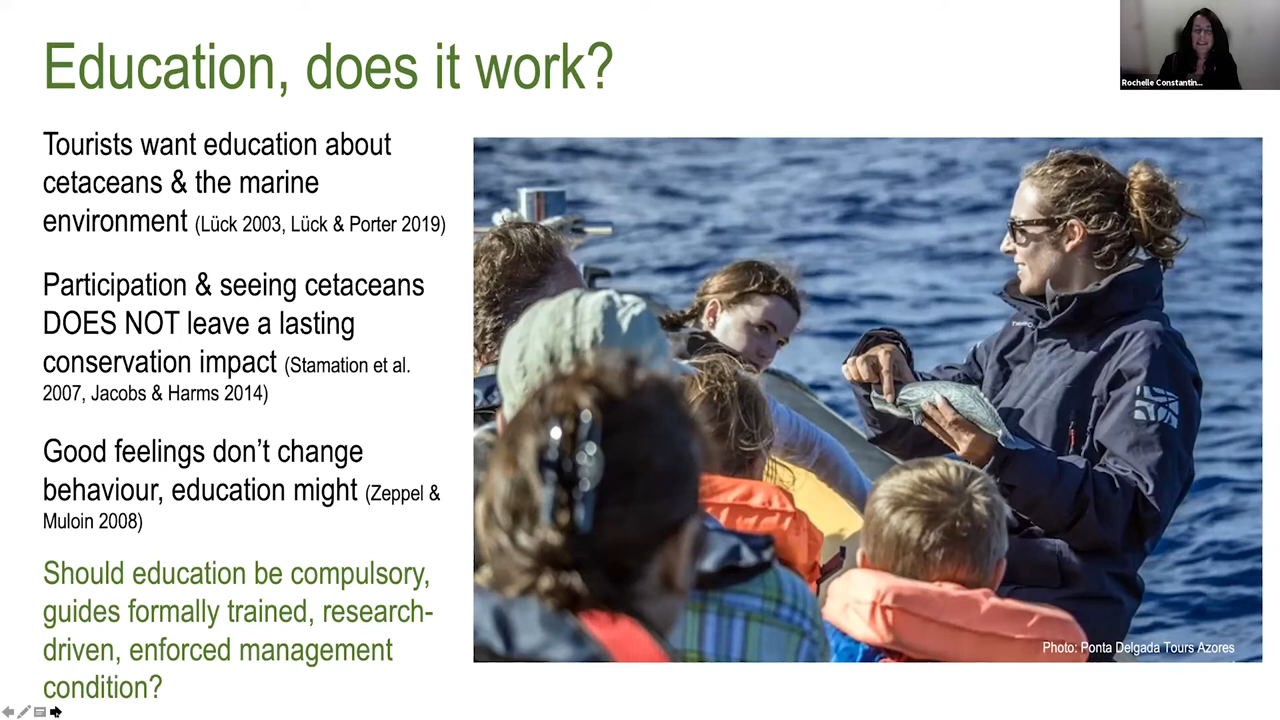 Education, does it work?
Rochelle Constantin...
Tourists want education about
cetaceans & the marine
environment (Lück 2003, Lück & Porter 2019)
Participation & seeing cetaceans
DOES NOT leave a lasting
conservation impact (Stamation et al.
2007, Jacobs & Harms 2014)
Good feelings don’t change
behaviour, education might (Zeppel &
Muloin 2008)
Should education be compulsory,
guides formally trained, research-
driven, enforced management
condition?
Photo: Ponta Delgada Tours Azores